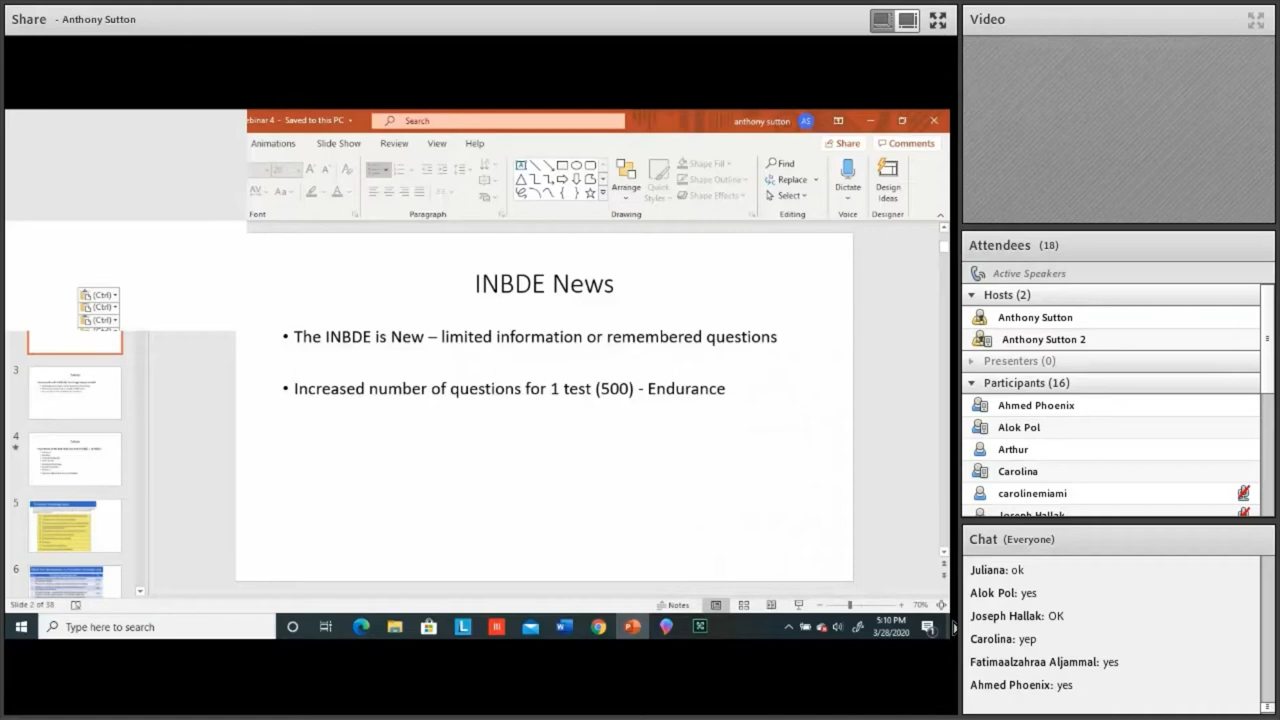 Share - Anthony Sutton
Video
ebinar 4 - Saved to this PC
Search
anthony sutton
AS
Animations Slide Show Review View Help
Share
Comments
Arrange
Quick Styles
Shape Fill
Shape Outline
Shape Effects
Find
Replace
Select
Dictate
Design Ideas
Font
Paragraph
Drawing
Editing
Voice
Designer
INBDE News
• The INBDE is New – limited information or remembered questions
• Increased number of questions for 1 test (500) - Endurance
(Ctrl)
(Ctrl)
(Ctrl)
3
4
5
6
Slide 2 of 38
Notes
70%
Type here to search
5:10 PM
3/28/2020
Attendees (18)
Active Speakers
Hosts (2)
Anthony Sutton
Anthony Sutton 2
Presenters (0)
Participants (16)
Ahmed Phoenix
Alok Pol
Arthur
Carolina
carolinemiami
Joseph Hallak
Chat (Everyone)
Juliana: ok
Alok Pol: yes
Joseph Hallak: OK
Carolina: yep
Fatimaalzahraa Aljammal: yes
Ahmed Phoenix: yes